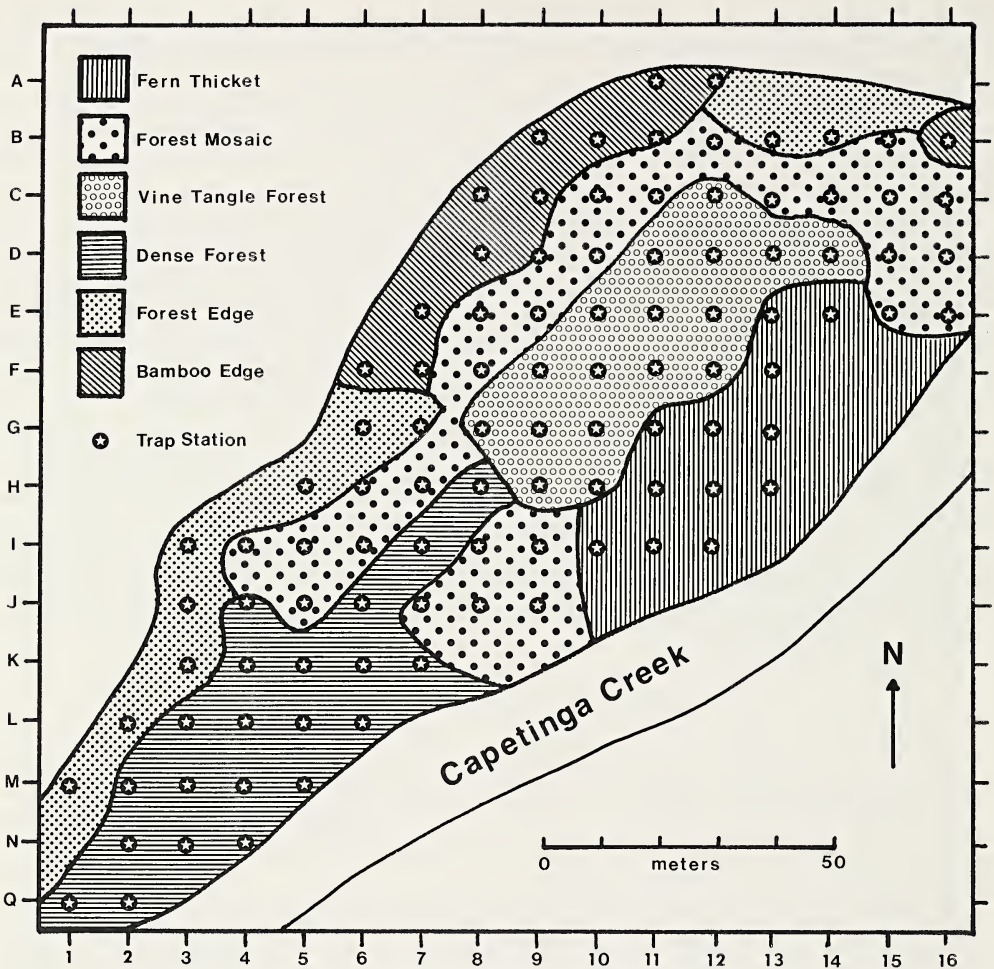 Fern Thicket
Forest Mosaic
Vine Tangle Forest
Dense Forest
Forest Edge
Bamboo Edge
Trap Station
A
B
C
D
E
F
G
H
I
J
K
L
M
N
Q
Capetinga Creek
N
0 meters 50
1 2 3 4 5 6 7 8 9 10 11 12 13 14 15 16